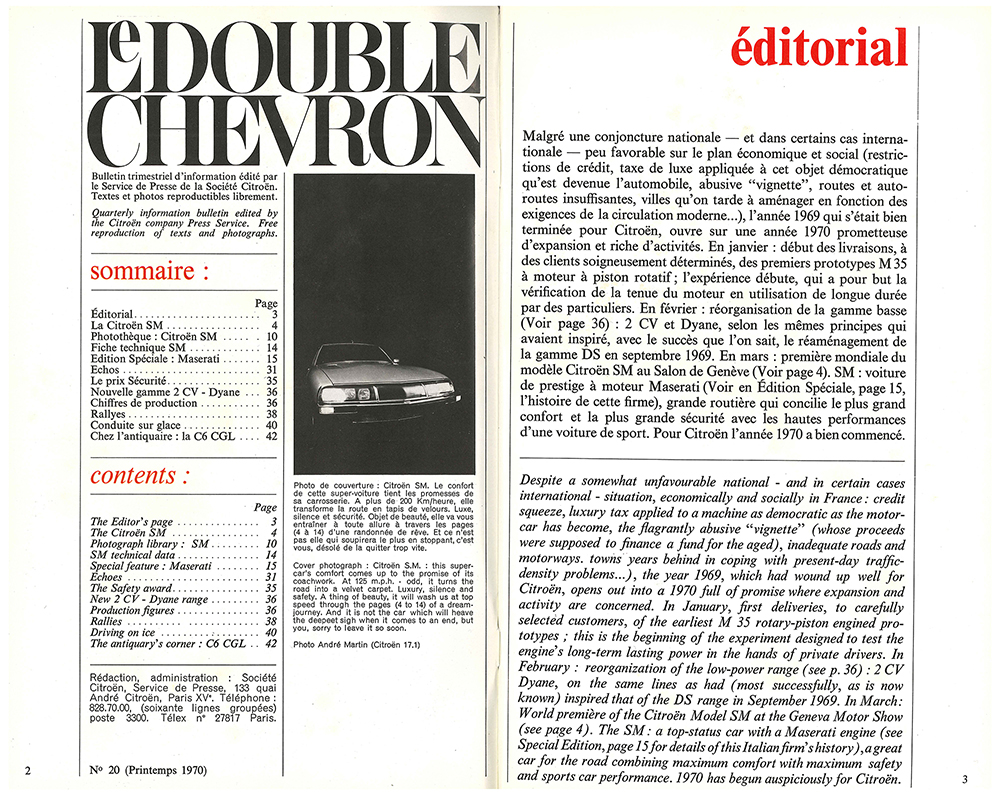 Le DOUBLE
CHEVRON
Bulletin trimestriel d'information édité par
le Service de Presse de la Société Citroën.
Textes et photos reproductibles librement.
Quarterly information bulletin edited by
the Citroën company Press Service. Free
reproduction of texts and photographs.
sommaire :
Page
Éditorial...................... 3
La Citroën SM ................ 4
Photothèque : Citroën SM ...... . 10
Fiche technique SM ............. 14
Edition Spéciale : Maserati ...... 15
Echos ........................ 31
Le prix Sécurité................ 35
Nouvelle gamme 2 CV - Dyane ... 36
Chiffres de production .......... 36
Rallyes ....................... 38
Conduite sur glace ............. 40
Chez l'antiquaire : la C6 CGL .... 42
contents :
Page
The Editor's page .............. 3
The Citroën SM ............... 4
Photograph library : SM......... 10
SM technical data .............. 14
Special feature : Maserati ....... 15
Echoes ....................... 31
The Safety award............... 35
New 2 CV - Dyane range ........ 36
Production figures .............. 36
Rallies ....................... 38
Driving on ice ................. 40
The antiquary's corner : C6 CGL .. 42
Rédaction, administration : Société
Citroën, Service de Presse, 133 quai
André Citroën, Paris XVe. Téléphone :
828.70.00, (soixante lignes groupées)
poste 3300. Télex n° 27817 Paris.
2
Nº 20 (Printemps 1970)
Photo de couverture : Citroën SM. Le confort
de cette super-voiture tient les promesses de
sa carrosserie. A plus de 200 Km/heure, elle
transforme la route en tapis de velours. Luxe,
silence et sécurité. Objet de beauté, elle va vous
entraîner à toute allure à travers les pages
(4 à 14) d'une randonnée de rêve. Et ce n'est
pas elle qui soupirera le plus en stoppant, c'est
vous, désolé de la quitter trop vite.
Cover photograph : Citroën S.M. : this super-
car's comfort comes up to the promise of its
coachwork. At 125 m.p.h. - odd, it turns the
road into a velvet carpet. Luxury, silence and
safety. A thing of beauty, it will wash us at top
speed through the pages (4 to 14) of a dream-
journey. And it is not the car which will heave
the deepeet sigh when it comes to an end, but
you, sorry to leave it so soon.
Photo André Martin (Citroën 17.1)
éditorial
Malgré une conjoncture nationale — et dans certains cas interna-
tionale — peu favorable sur le plan économique et social (restric-
tions de crédit, taxe de luxe appliquée à cet objet démocratique
qu'est devenue l'automobile, abusive "vignette", routes et auto-
routes insuffisantes, villes qu'on tarde à aménager en fonction des
exigences de la circulation moderne...), l'année 1969 qui s'était bien
terminée pour Citroën, ouvre sur une année 1970 prometteuse
d'expansion et riche d'activités. En janvier : début des livraisons, à
des clients soigneusement déterminés, des premiers prototypes M 35
à moteur à piston rotatif ; l'expérience débute, qui a pour but la
vérification de la tenue du moteur en utilisation de longue durée
par des particuliers. En février : réorganisation de la gamme basse
(Voir page 36) : 2 CV et Dyane, selon les mêmes principes qui
avaient inspiré, avec le succès que l'on sait, le réaménagement de
la gamme DS en septembre 1969. En mars : première mondiale du
modèle Citroën SM au Salon de Genève (Voir page 4). SM : voiture
de prestige à moteur Maserati (Voir en Édition Spéciale, page 15,
l'histoire de cette firme), grande routière qui concilie le plus grand
confort et la plus grande sécurité avec les hautes performances
d'une voiture de sport. Pour Citroën l'année 1970 a bien commencé.
Despite a somewhat unfavourable national - and in certain cases
international - situation, economically and socially in France : credit
squeeze, luxury tax applied to a machine as democratic as the motor-
car has become, the flagrantly abusive "vignette" (whose proceeds
were supposed to finance a fund for the aged), inadequate roads and
motorways. towns years behind in coping with present-day traffic-
density problems...), the year 1969, which had wound up well for
Citroën, opens out into a 1970 full of promise where expansion and
activity are concerned. In January, first deliveries, to carefully
selected customers, of the earliest M 35 rotary-piston engined pro-
totypes ; this is the beginning of the experiment designed to test the
engine's long-term lasting power in the hands of private drivers. In
February : reorganization of the low-power range (see p. 36) : 2 CV
Dyane, on the same lines as had (most successfully, as is now
known) inspired that of the DS range in September 1969. In March:
World première of the Citroën Model SM at the Geneva Motor Show
(see page 4). The SM : a top-status car with a Maserati engine (see
Special Edition, page 15 for details of this Italian firm's history), a great
car for the road combining maximum comfort with maximum safety
and sports car performance. 1970 has begun auspiciously for Citroën.
3